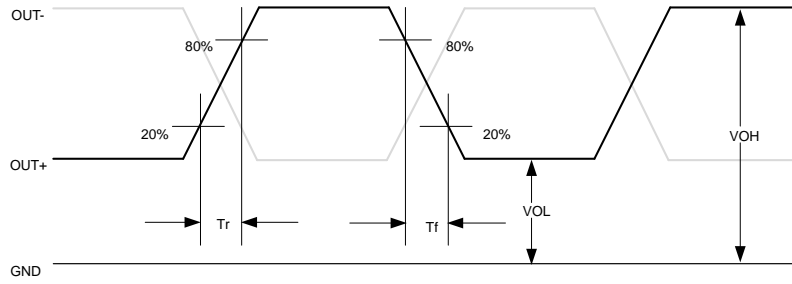 OUT-
80%
80%
20%
20%
VOH
OUT+
VOL
Tr
Tf
GND